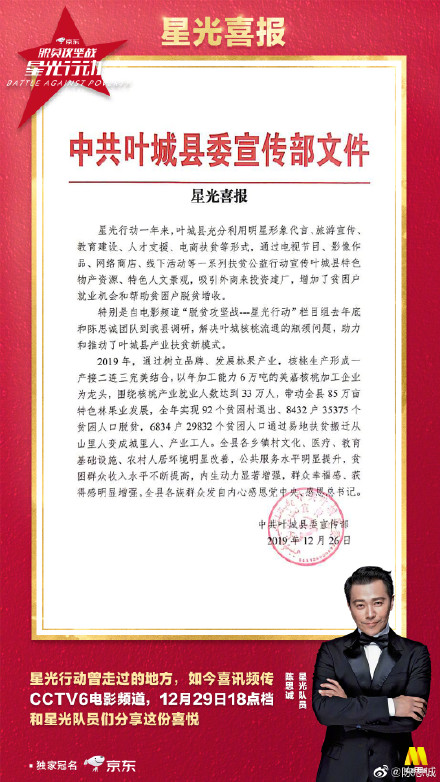 京东
脱贫攻坚战
星光行动
BATTLE AGAINST POVERTY
星光喜报
中共叶城县委宣传部文件
星光喜报
星光行动一年来,叶城县充分利用明星形象代言、旅游宣传、
教育建设、人才支援、电商扶贫等形式,通过电视节目、影像作
品、网络商店、线下活动等一系列扶贫公益行动宣传叶城县特色
物产资源、特色人文景观,吸引外商来投资建厂,增加了贫困户
就业机会和帮助贫困户脱贫增收。
特别是自电影频道“脱贫攻坚战---星光行动”栏目组去年底
和陈思诚团队到我县调研,解决叶城核桃流通的瓶颈问题,助力
和推动了叶城县产业扶贫新模式。
2019年,通过树立品牌、发展林果产业,核桃生产形成一
产接二连三完美结合,以年加工能力6万吨的美嘉核桃加工企业
为龙头,围绕核桃产业就业人数达到33万人,带动全县85万亩
特色林果业发展,全年实现92个贫困村退出、8432户35375个
贫困人口脱贫,6834户29832个贫困人口通过易地扶贫搬迁从
山里人变成城里人、产业工人。全县各乡镇村文化、医疗、教育
基础设施、农村人居环境明显改善,公共服务水平明显提升,贫
困群众收入水平不断提高,内生动力显著增强,群众幸福感、获
得感明显增强。全县各族群众发自内心感恩党中央、感恩总书记。
中共叶城县委宣传部
2019年12月26日
星光队员
陈思诚
星光行动曾走过的地方,如今喜讯频传
CCTV6电影频道,12月29日18点档
和星光队员们分享这份喜悦
·独家冠名
京东
@陈思诚